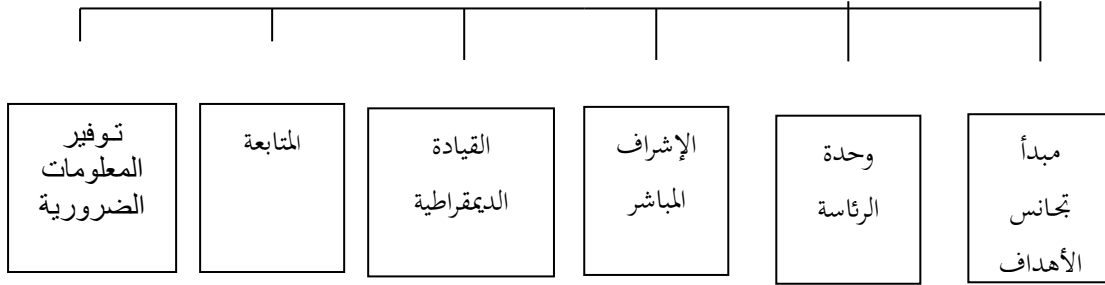 مبدأ
تجانس
الأهداف
وحدة
الرئاسة
الإشراف
المباشر
القيادة
الديمقراطية
المتابعة
توفير
المعلومات
الضرورية